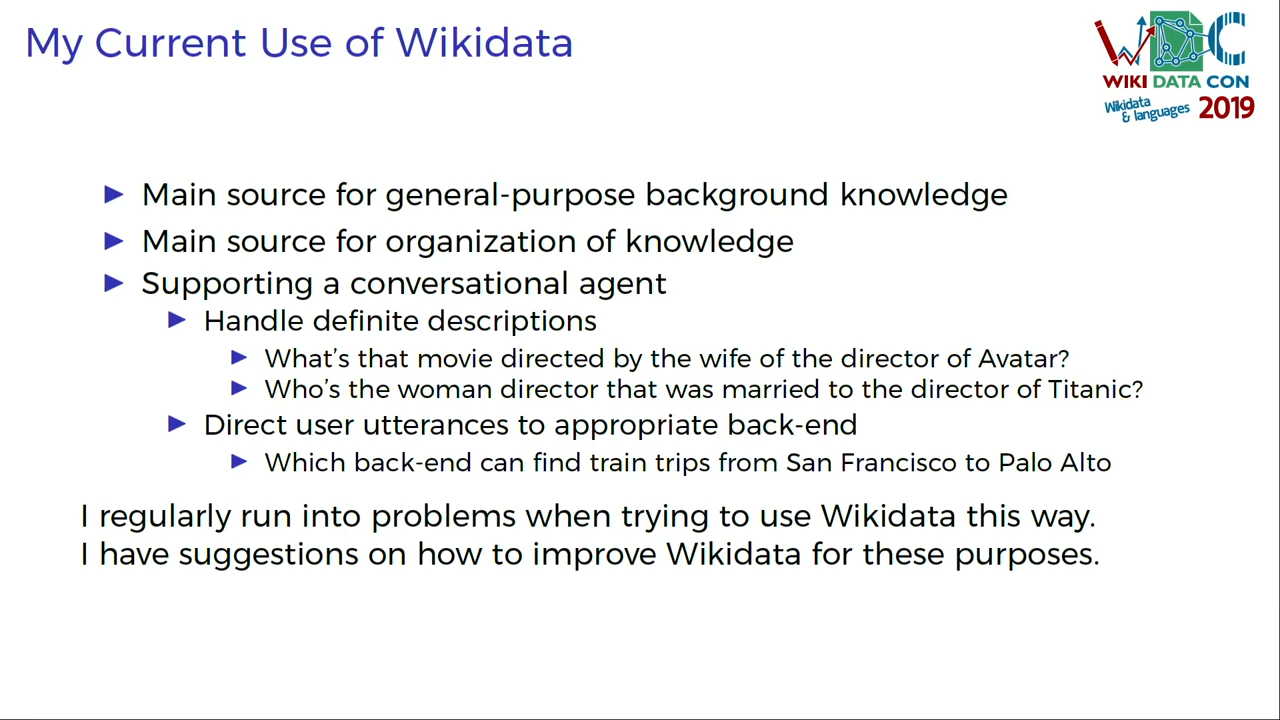 My Current Use of Wikidata
WDC
WIKI DATA CON
Wikidata
& languages
2019
Main source for general-purpose background knowledge
Main source for organization of knowledge
Supporting a conversational agent
Handle definite descriptions
What's that movie directed by the wife of the director of Avatar?
Who's the woman director that was married to the director of Titanic?
Direct user utterances to appropriate back-end
Which back-end can find train trips from San Francisco to Palo Alto
I regularly run into problems when trying to use Wikidata this way.
I have suggestions on how to improve Wikidata for these purposes.